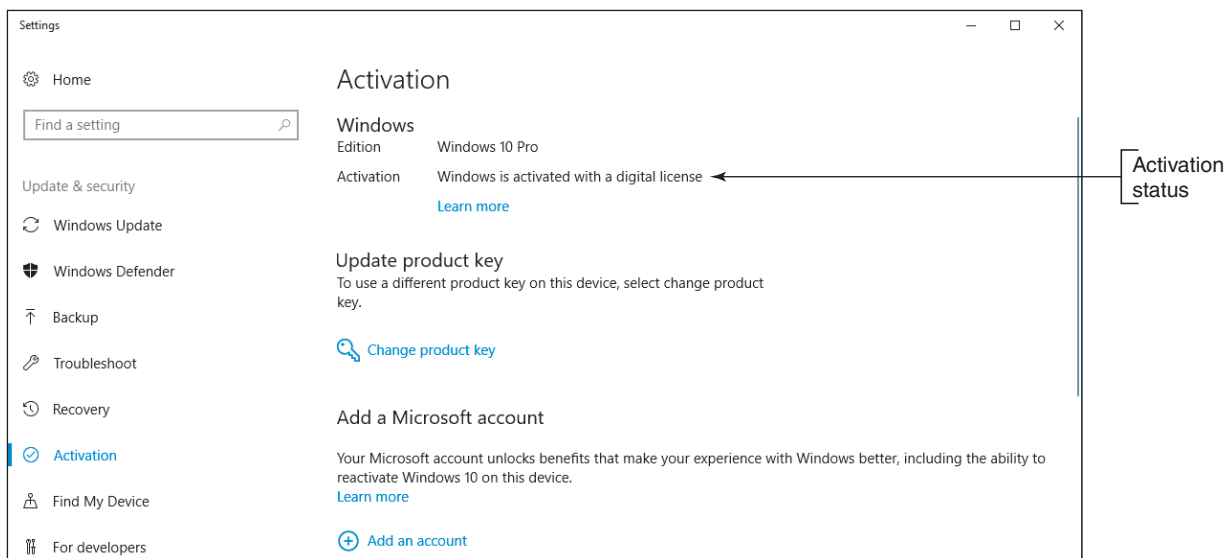 Settings
Home
Find a setting
Update & security
Windows Update
Windows Defender
Backup
Troubleshoot
Recovery
Activation
Find My Device
For developers
Activation
Windows
Edition Windows 10 Pro
Activation Windows is activated with a digital license
Learn more
Update product key
To use a different product key on this device, select change product
key.
Change product key
Add a Microsoft account
Your Microsoft account unlocks benefits that make your experience with Windows better, including the ability to
reactivate Windows 10 on this device.
Learn more
Add an account
Activation
status